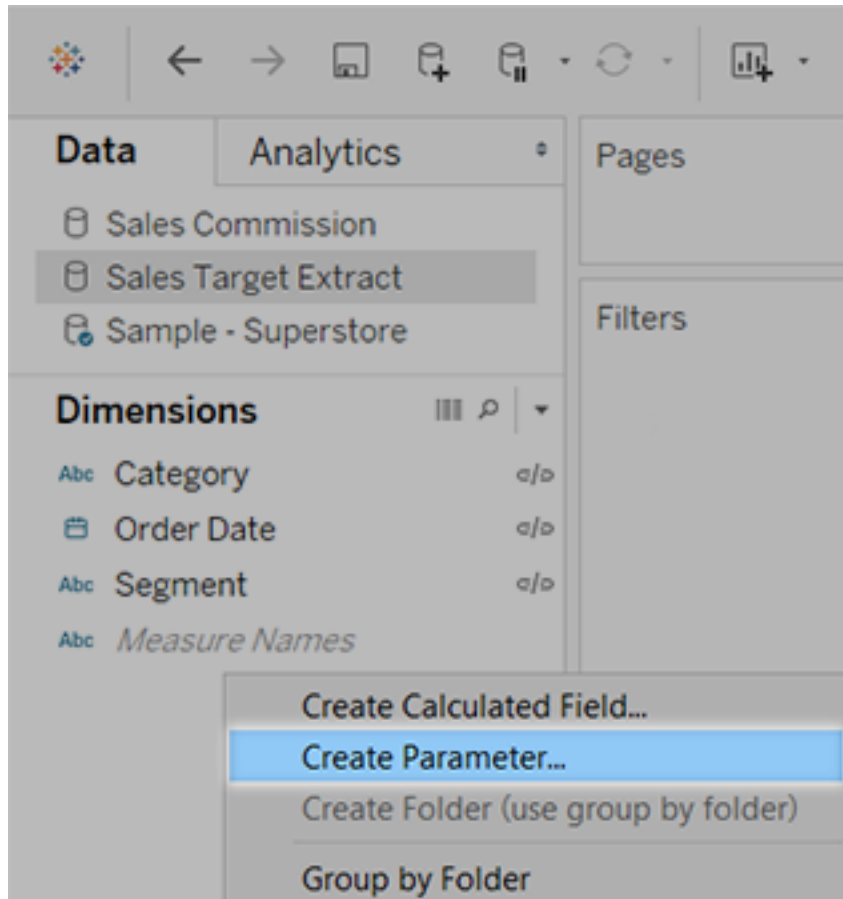 Data
Analytics
Pages
Sales Commission
Sales Target Extract
Sample - Superstore
Filters
Dimensions
Abc Category
Order Date
Abc Segment
Abc Measure Names
Create Calculated Field...
Create Parameter...
Create Folder (use group by folder)
Group by Folder